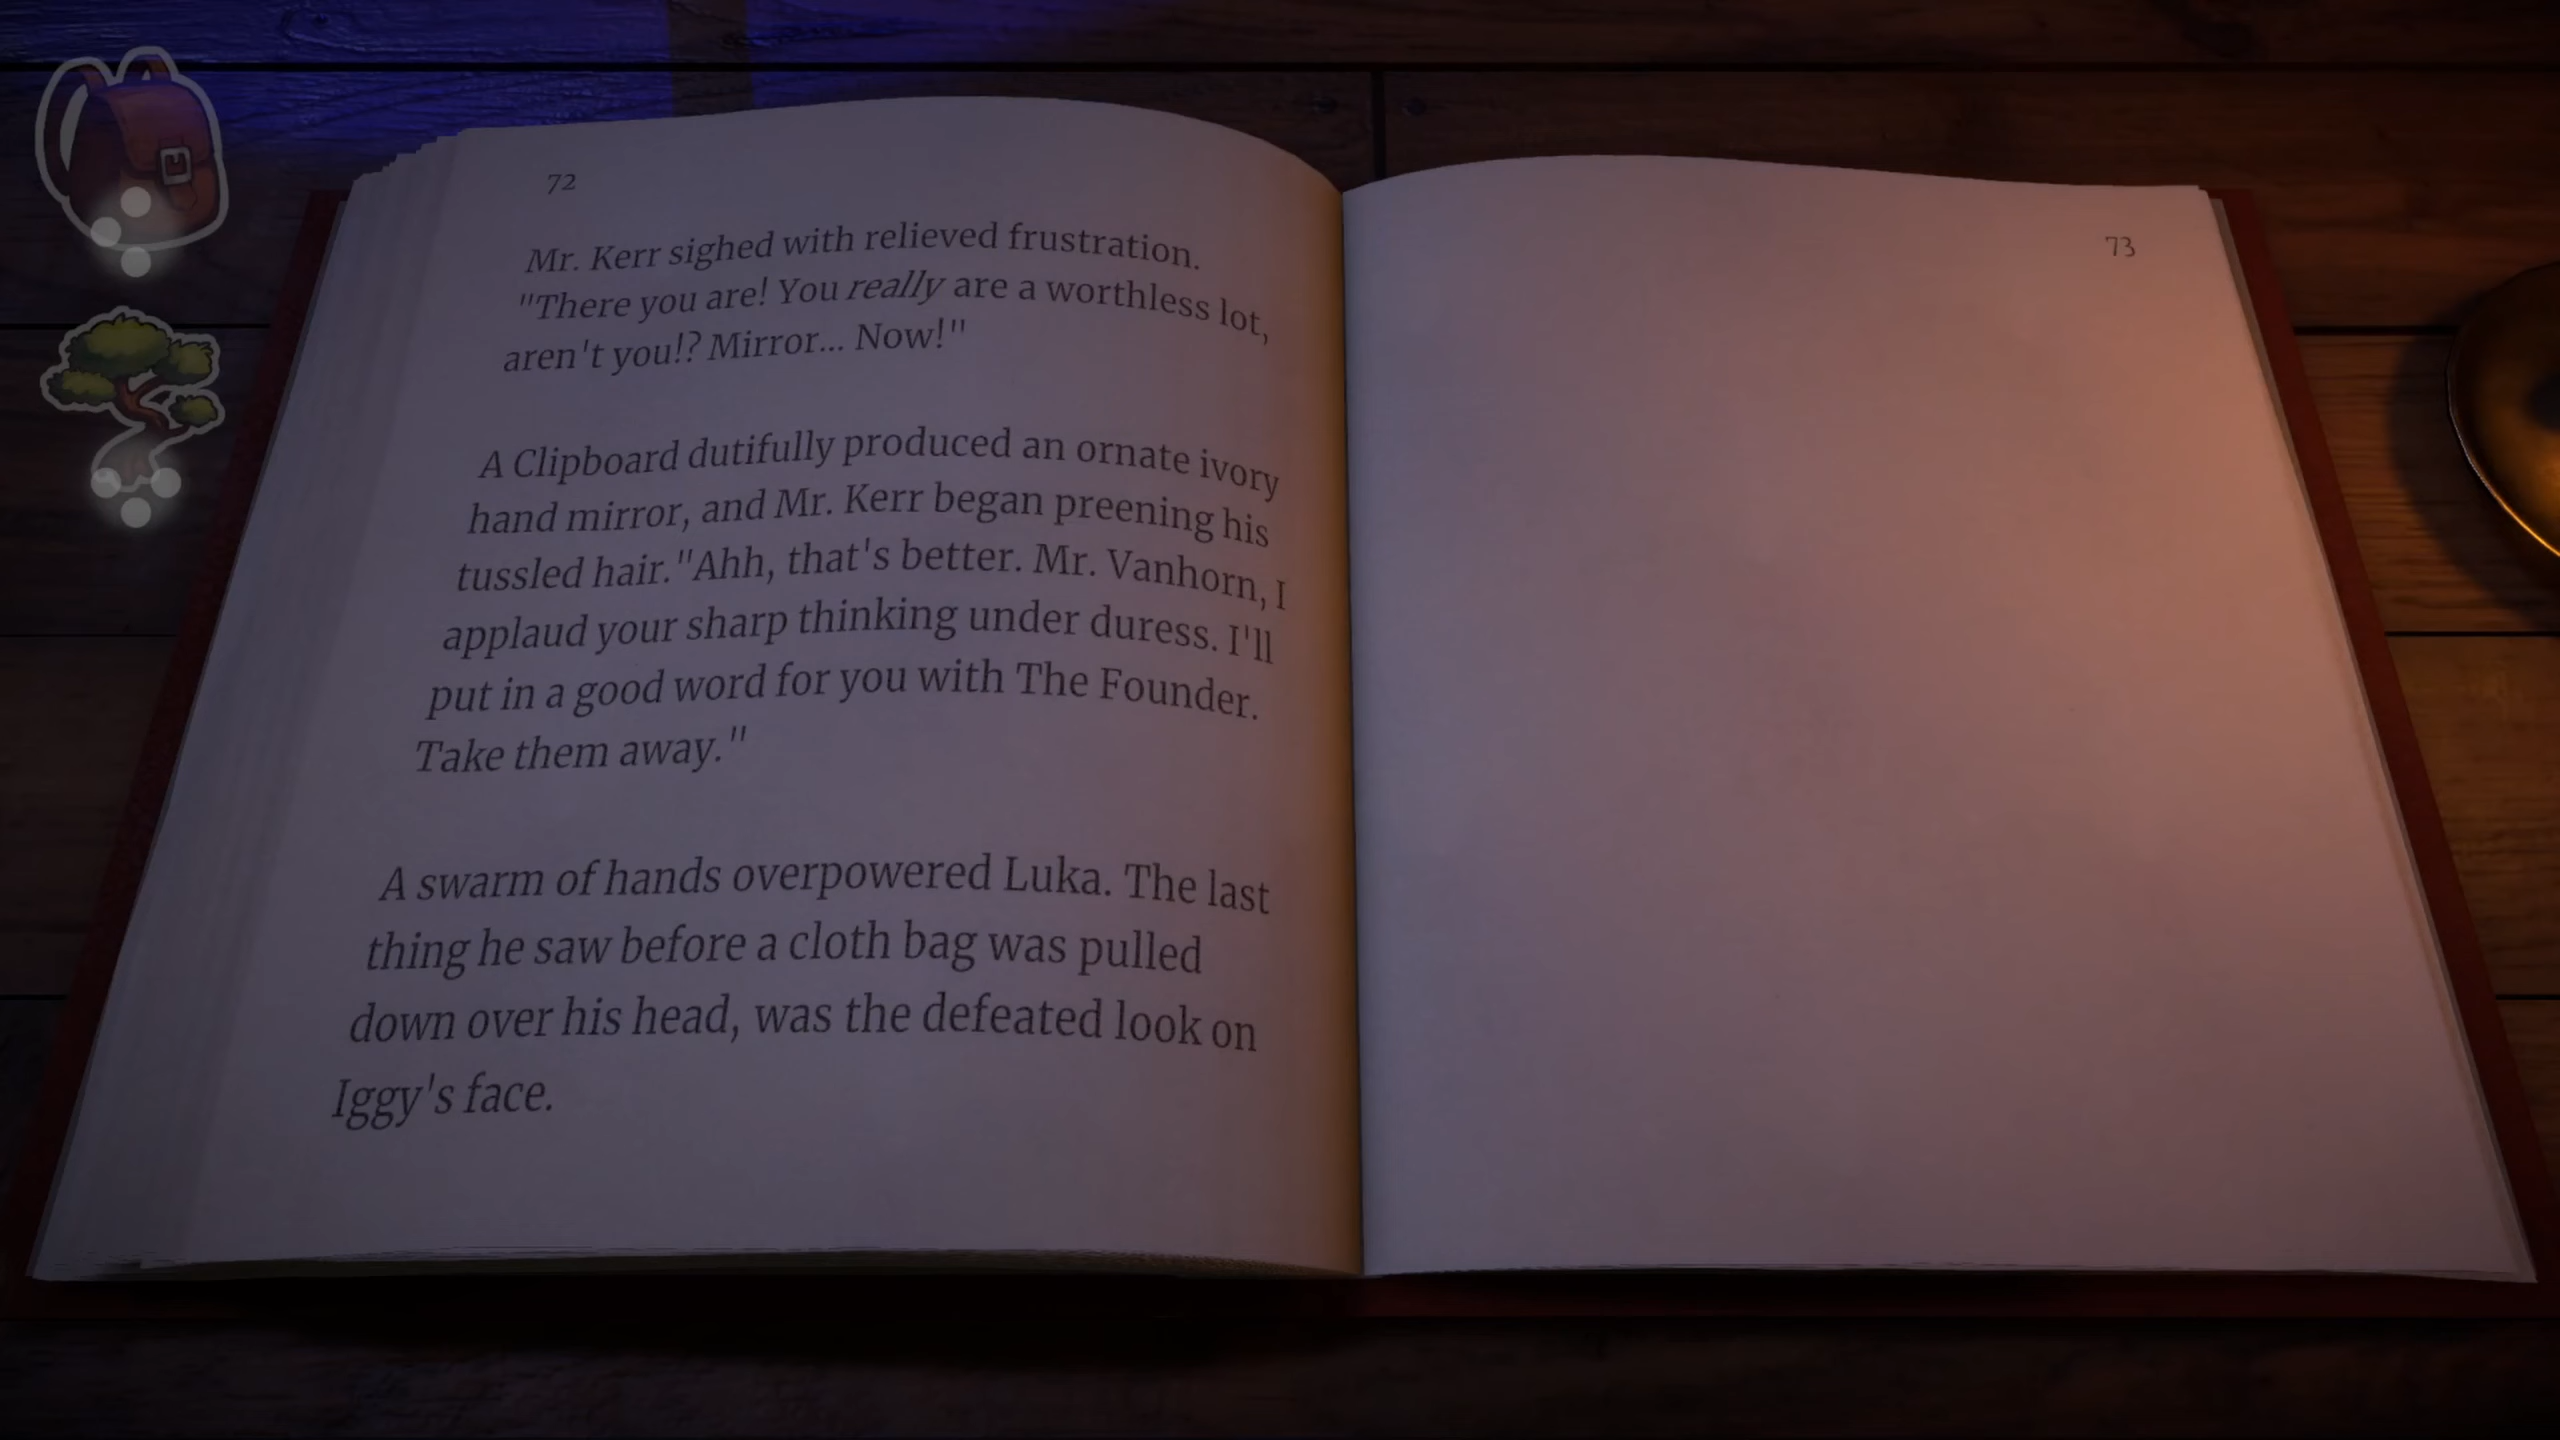 72
Mr. Kerr sighed with relieved frustration.
"There you are! You really are a worthless lot,
aren't you!? Mirror... Now!"
A Clipboard dutifully produced an ornate ivory
hand mirror, and Mr. Kerr began preening his
tussled hair."Ahh, that's better. Mr. Vanhorn, I
applaud your sharp thinking under duress. I'll
put in a good word for you with The Founder.
Take them away."
A swarm of hands overpowered Luka. The last
thing he saw before a cloth bag was pulled
down over his head, was the defeated look on
Iggy's face.
73